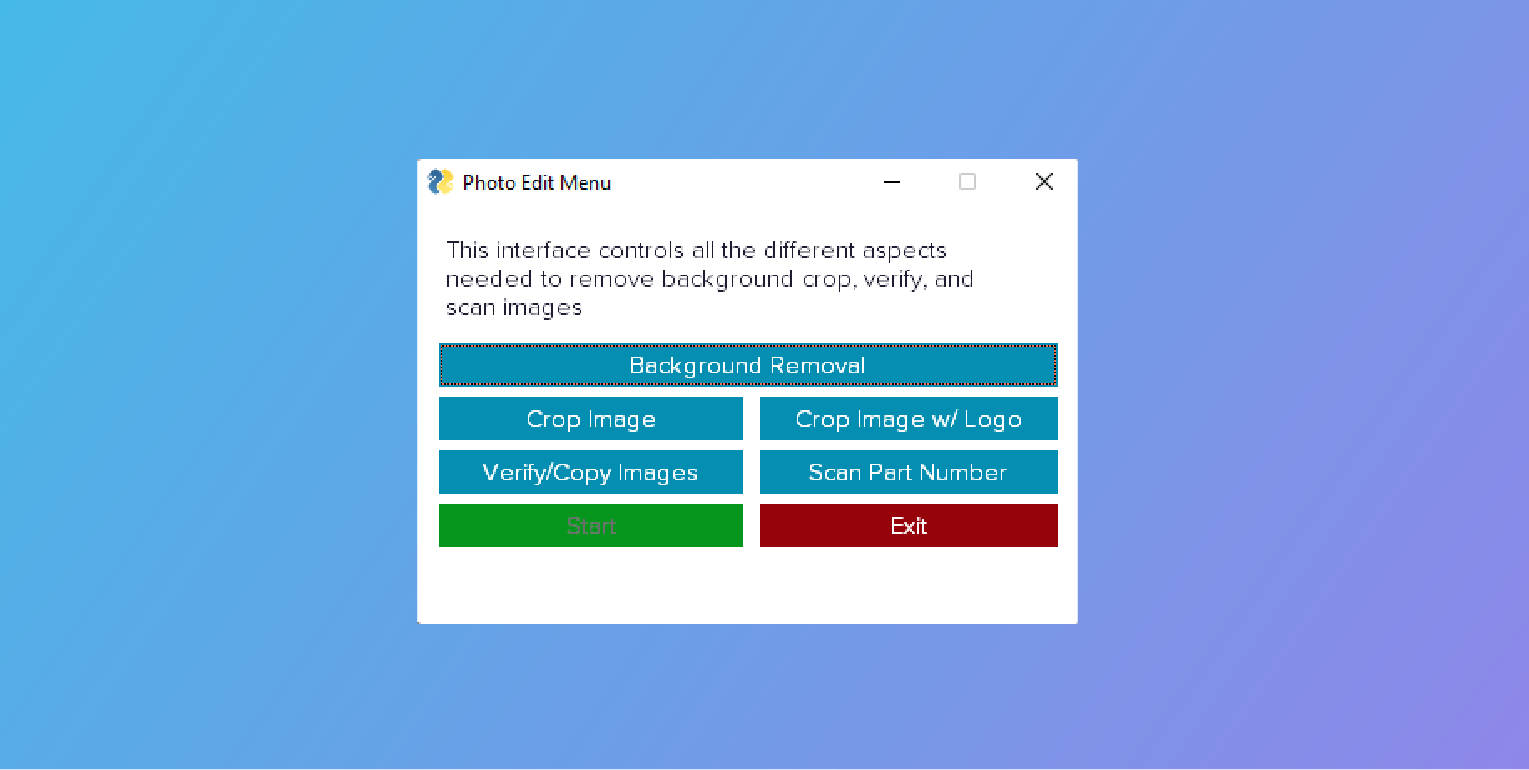 Photo Edit Menu
This interface controls all the different aspects
needed to remove background crop, verify, and
scan images
Background Removal
Crop Image
Crop Image w/ Logo
Verify/Copy Images
Scan Part Number
Start
Exit